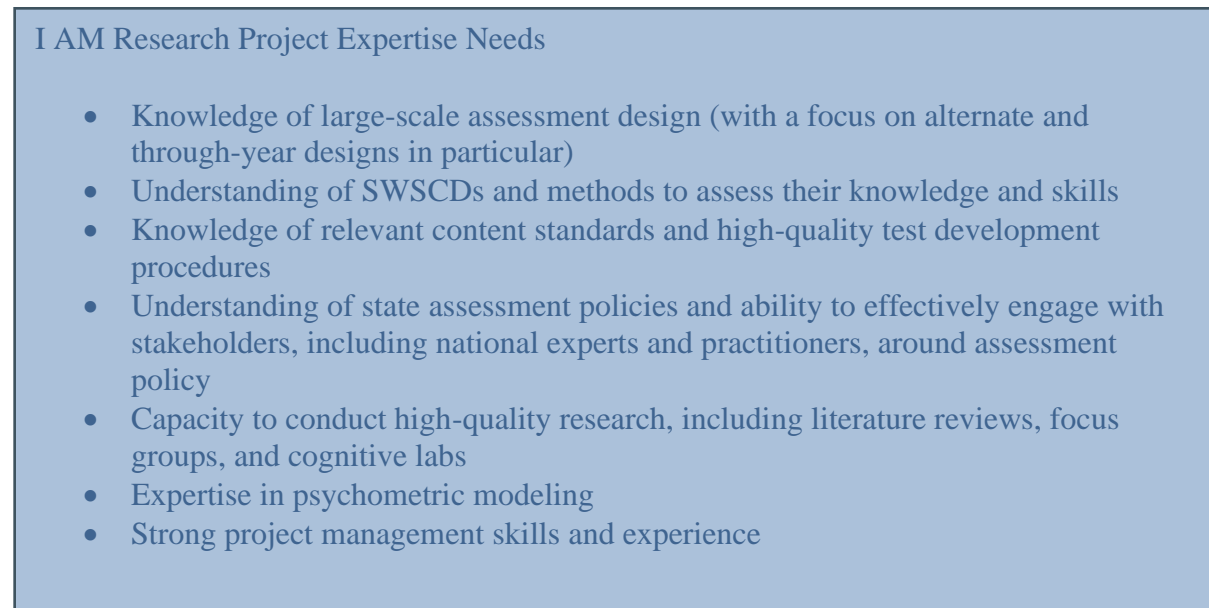 I AM Research Project Expertise Needs
• Knowledge of large-scale assessment design (with a focus on alternate and
through-year designs in particular)
• Understanding of SWSCDs and methods to assess their knowledge and skills
• Knowledge of relevant content standards and high-quality test development
procedures
• Understanding of state assessment policies and ability to effectively engage with
stakeholders, including national experts and practitioners, around assessment
policy
• Capacity to conduct high-quality research, including literature reviews, focus
groups, and cognitive labs
• Expertise in psychometric modeling
• Strong project management skills and experience